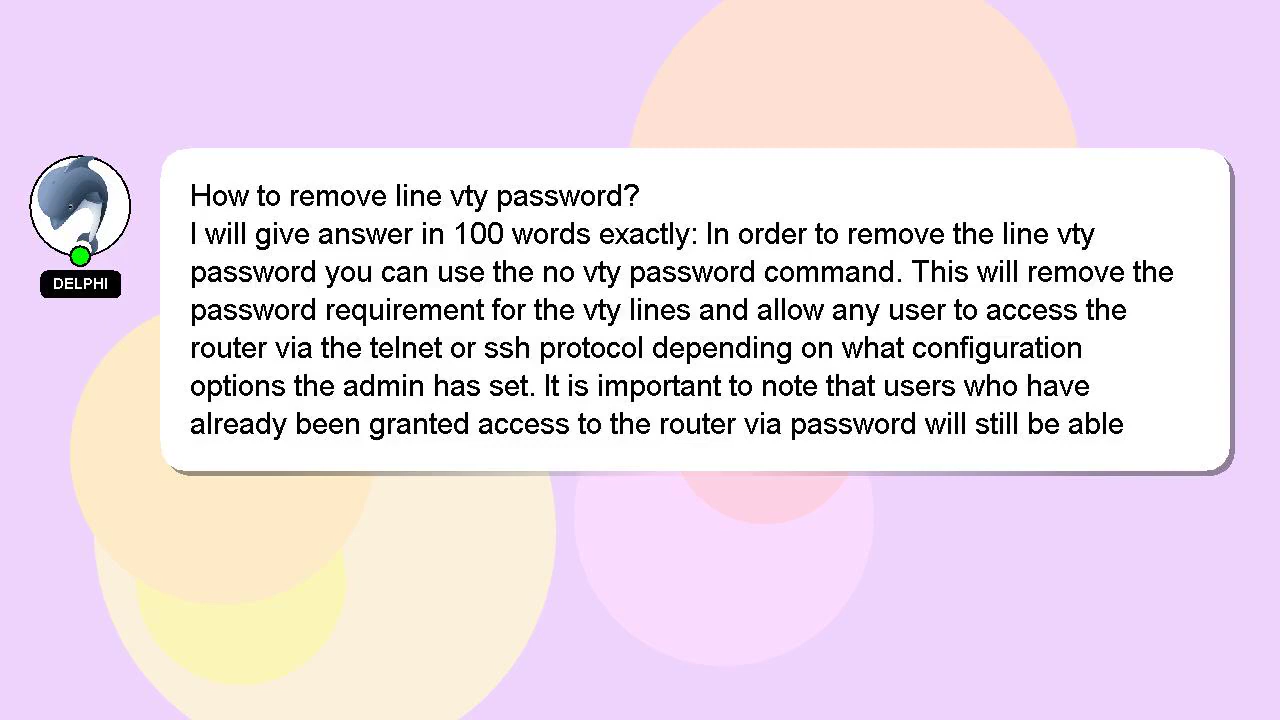 How to remove line vty password?
I will give answer in 100 words exactly: In order to remove the line vty
password you can use the no vty password command. This will remove the
password requirement for the vty lines and allow any user to access the
router via the telnet or ssh protocol depending on what configuration
options the admin has set. It is important to note that users who have
already been granted access to the router via password will still be able
DELPHI